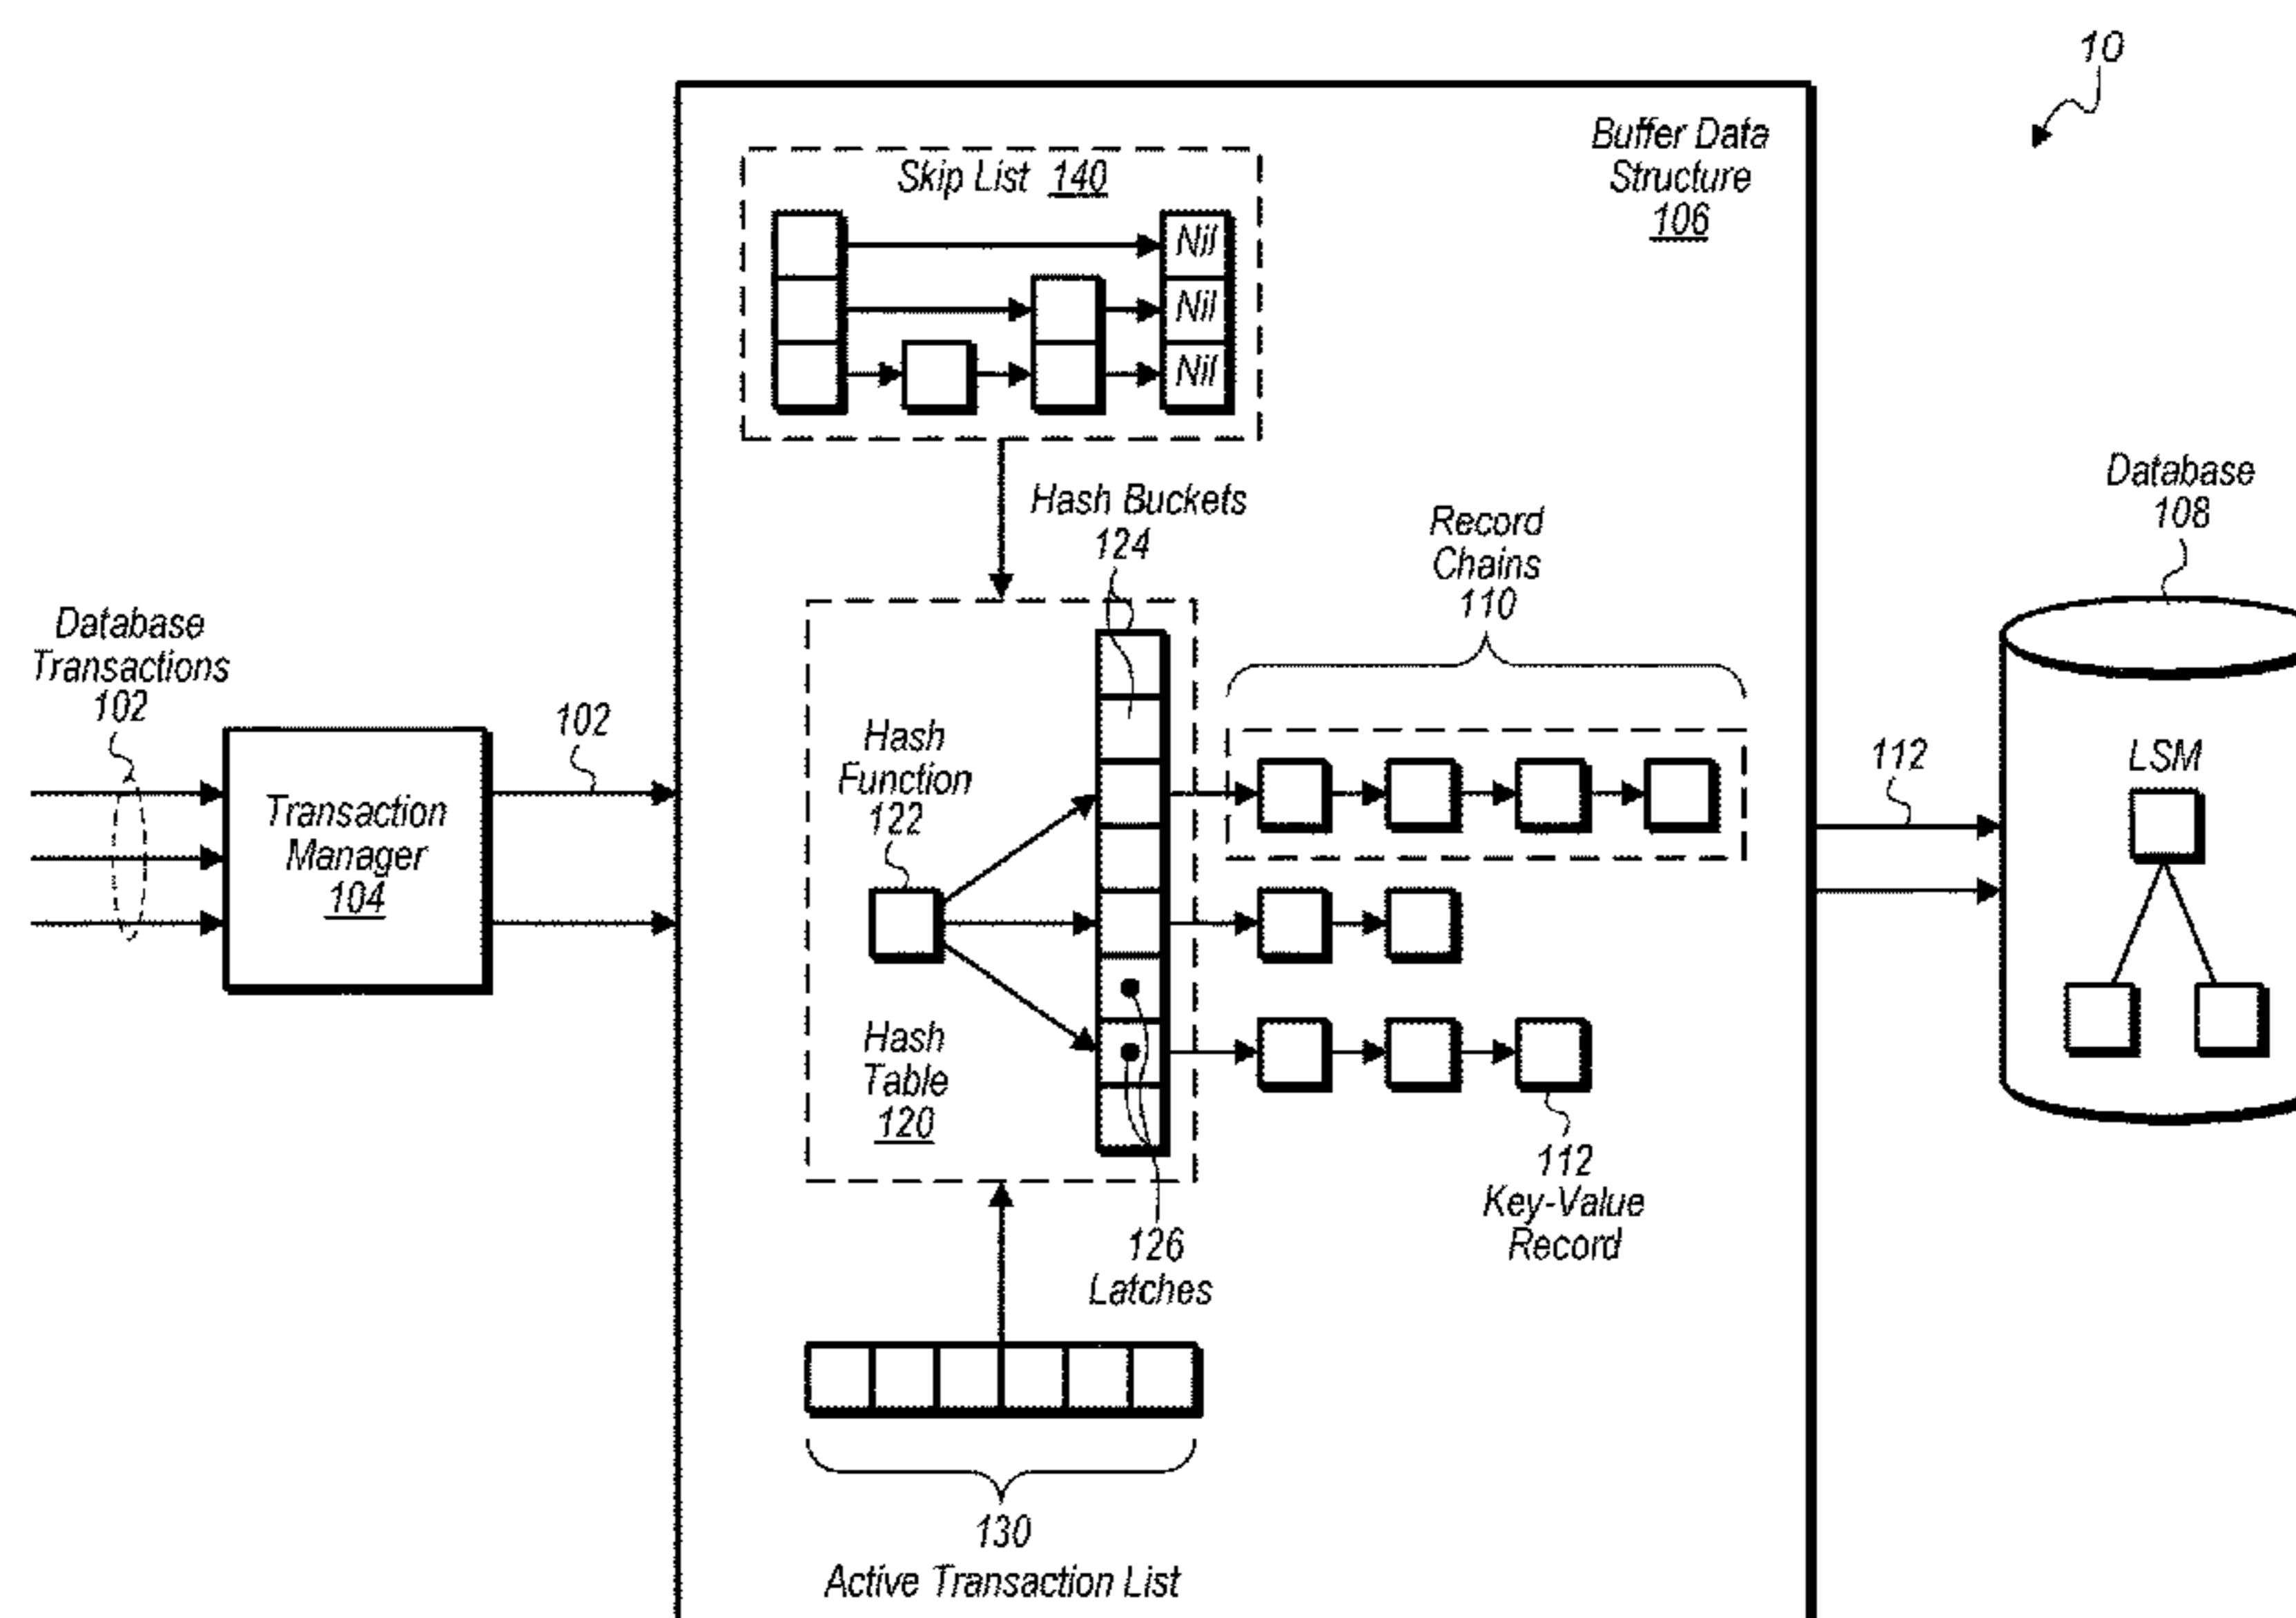 10
Buffer Data
Structure
106
Skip List 140
Nil
Nil
Nil
Hash Buckets
124
Record
Chains
110
Database
108
Database
Transactions
102
102
Transaction
Manager
104
Hash
Function
122
112
LSM
Hash
Table
120
112
Key-Value
Record
126
Latches
130
Active Transaction List